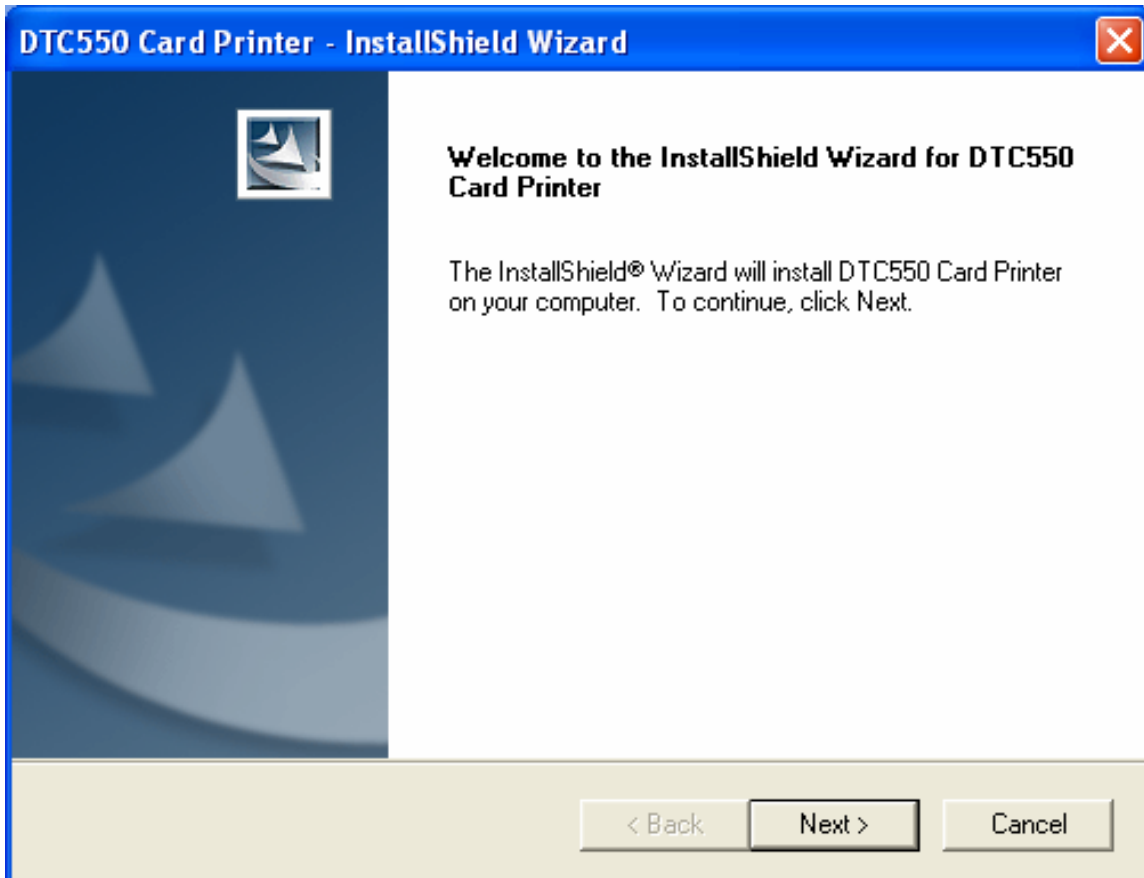 DTC550 Card Printer - InstallShield Wizard
Welcome to the InstallShield Wizard for DTC550
Card Printer
The InstallShield® Wizard will install DTC550 Card Printer
on your computer.  To continue, click Next.
< Back
Next >
Cancel